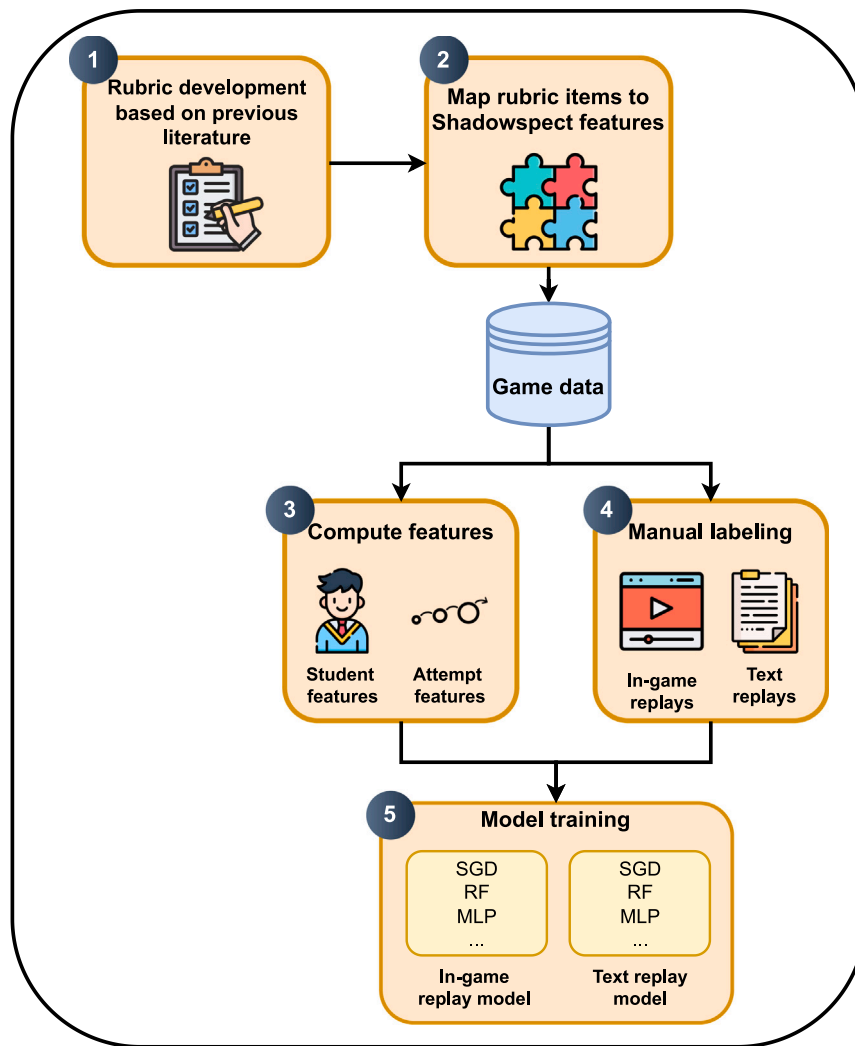 1
Rubric development
based on previous
literature
2
Map rubric items to
Shadowspect features
Game data
3
Compute features
Student
features
Attempt
features
4
Manual labeling
In-game
replays
Text
replays
5
Model training
SGD
RF
MLP
...
In-game
replay model
SGD
RF
MLP
...
Text replay
model